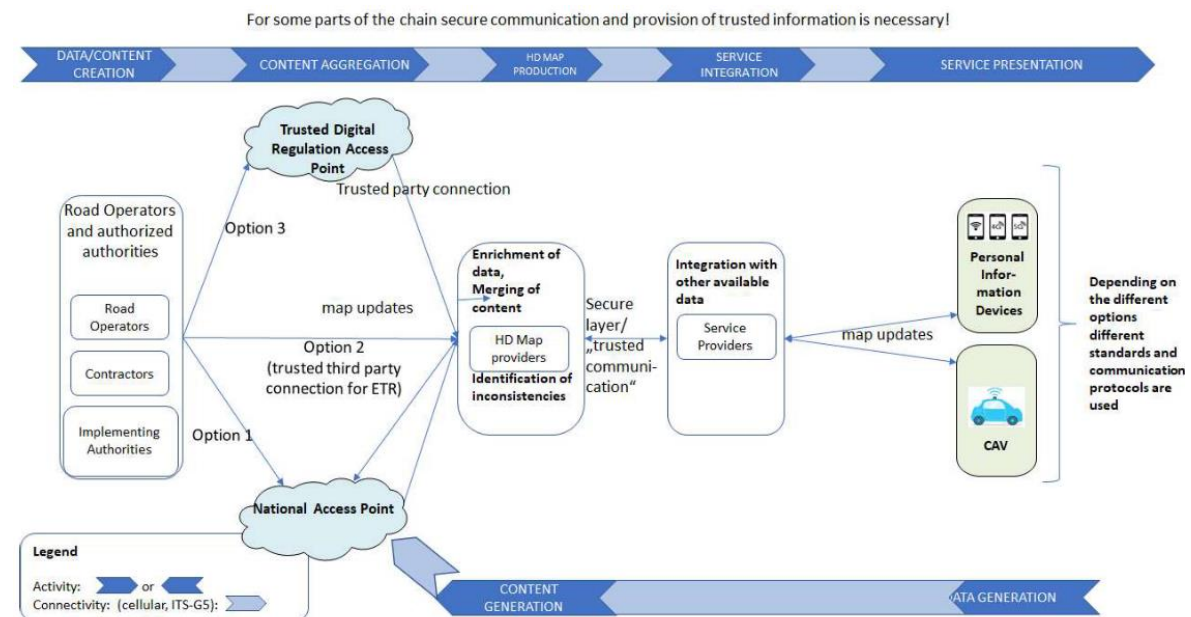 For some parts of the chain secure communication and provision of trusted information is necessary!
DATA/CONTENT
CREATION
CONTENT AGGREGATION
HD MAP
PRODUCTION
SERVICE
INTEGRATION
SERVICE PRESENTATION
Trusted Digital
Regulation Access
Point
Trusted party connection
Road Operators
and authorized
authorities
Road
Operators
Contractors
Implementing
Authorities
Option 3
map updates
Option 2
(trusted third party
connection for ETR)
Option 1
National Access Point
Enrichment of
data,
Merging of
content
HD Map
providers
Identification of
inconsistencies
Secure
layer/
„trusted
communi-
cation“
Integration with
other available
data
Service
Providers
map updates
Personal
Infor-
mation
Devices
CAV
Depending on
the different
options
different
standards and
communication
protocols are
used
Legend
Activity: or
Connectivity: (cellular, ITS-G5):
CONTENT
GENERATION
ATA GENERATION